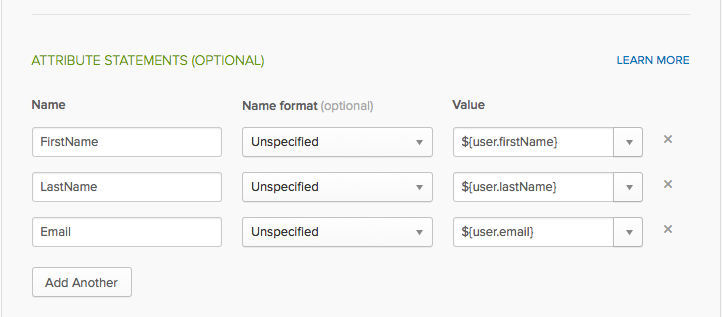 ATTRIBUTE STATEMENTS (OPTIONAL) LEARN MORE
Name Name format (optional) Value
FirstName Unspecified ${user.firstName}
LastName Unspecified ${user.lastName}
Email Unspecified ${user.email}
Add Another